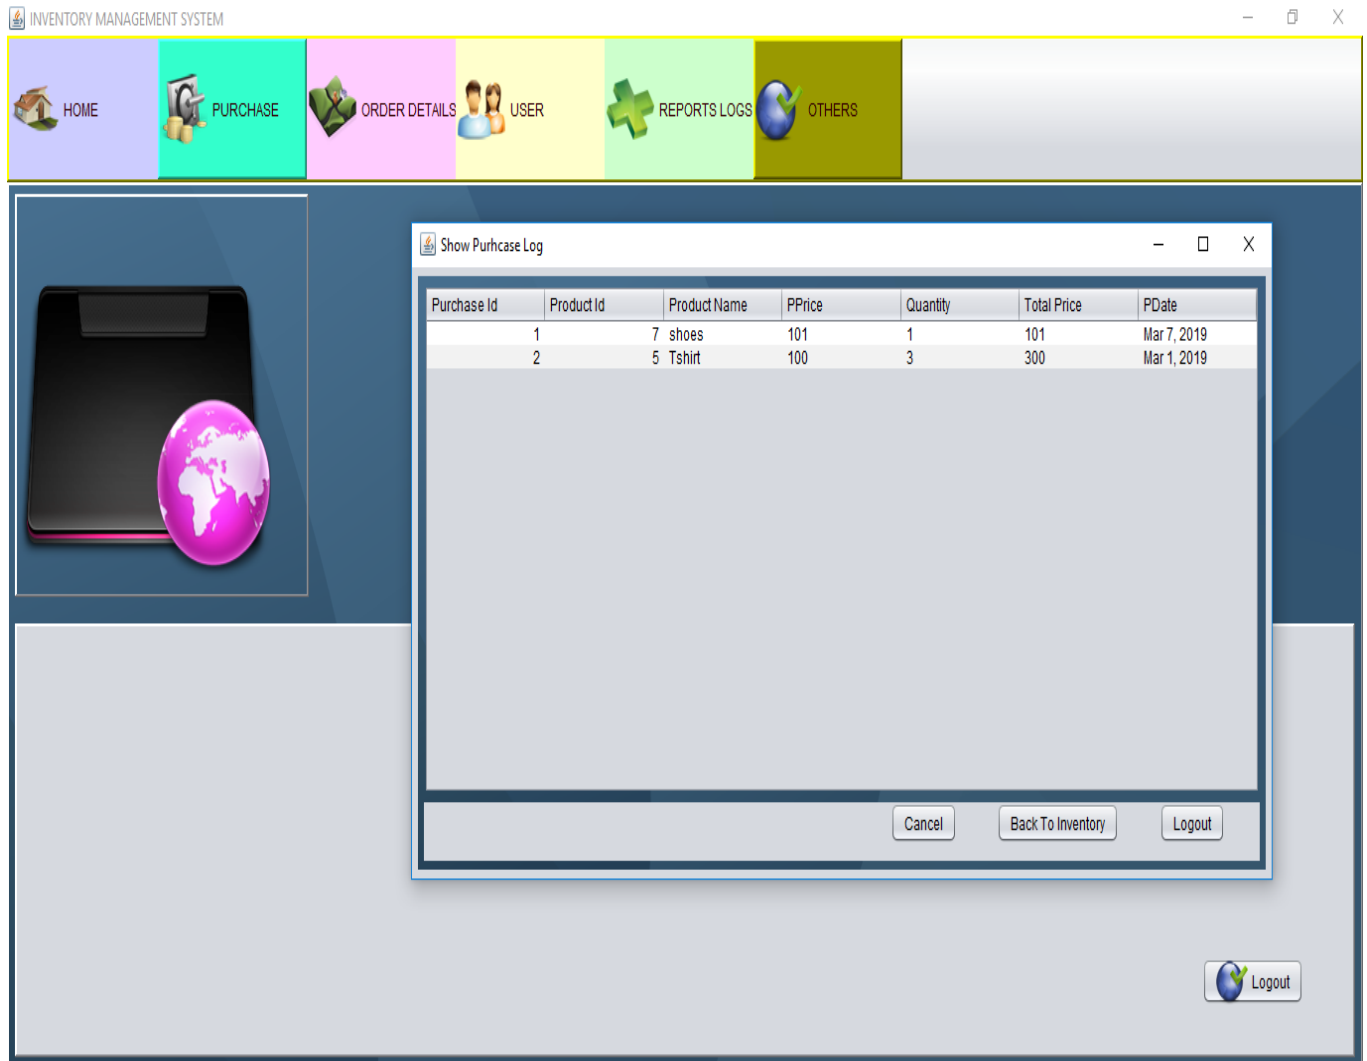 INVENTORY MANAGEMENT SYSTEM
HOME PURCHASE ORDER DETAILS USER REPORTS LOGS OTHERS
Show Purhcase Log
Purchase Id Product Id Product Name PPrice Quantity Total Price PDate
1 7 shoes 101 1 101 Mar 7, 2019
2 5 Tshirt 100 3 300 Mar 1, 2019
Cancel Back To Inventory Logout
Logout